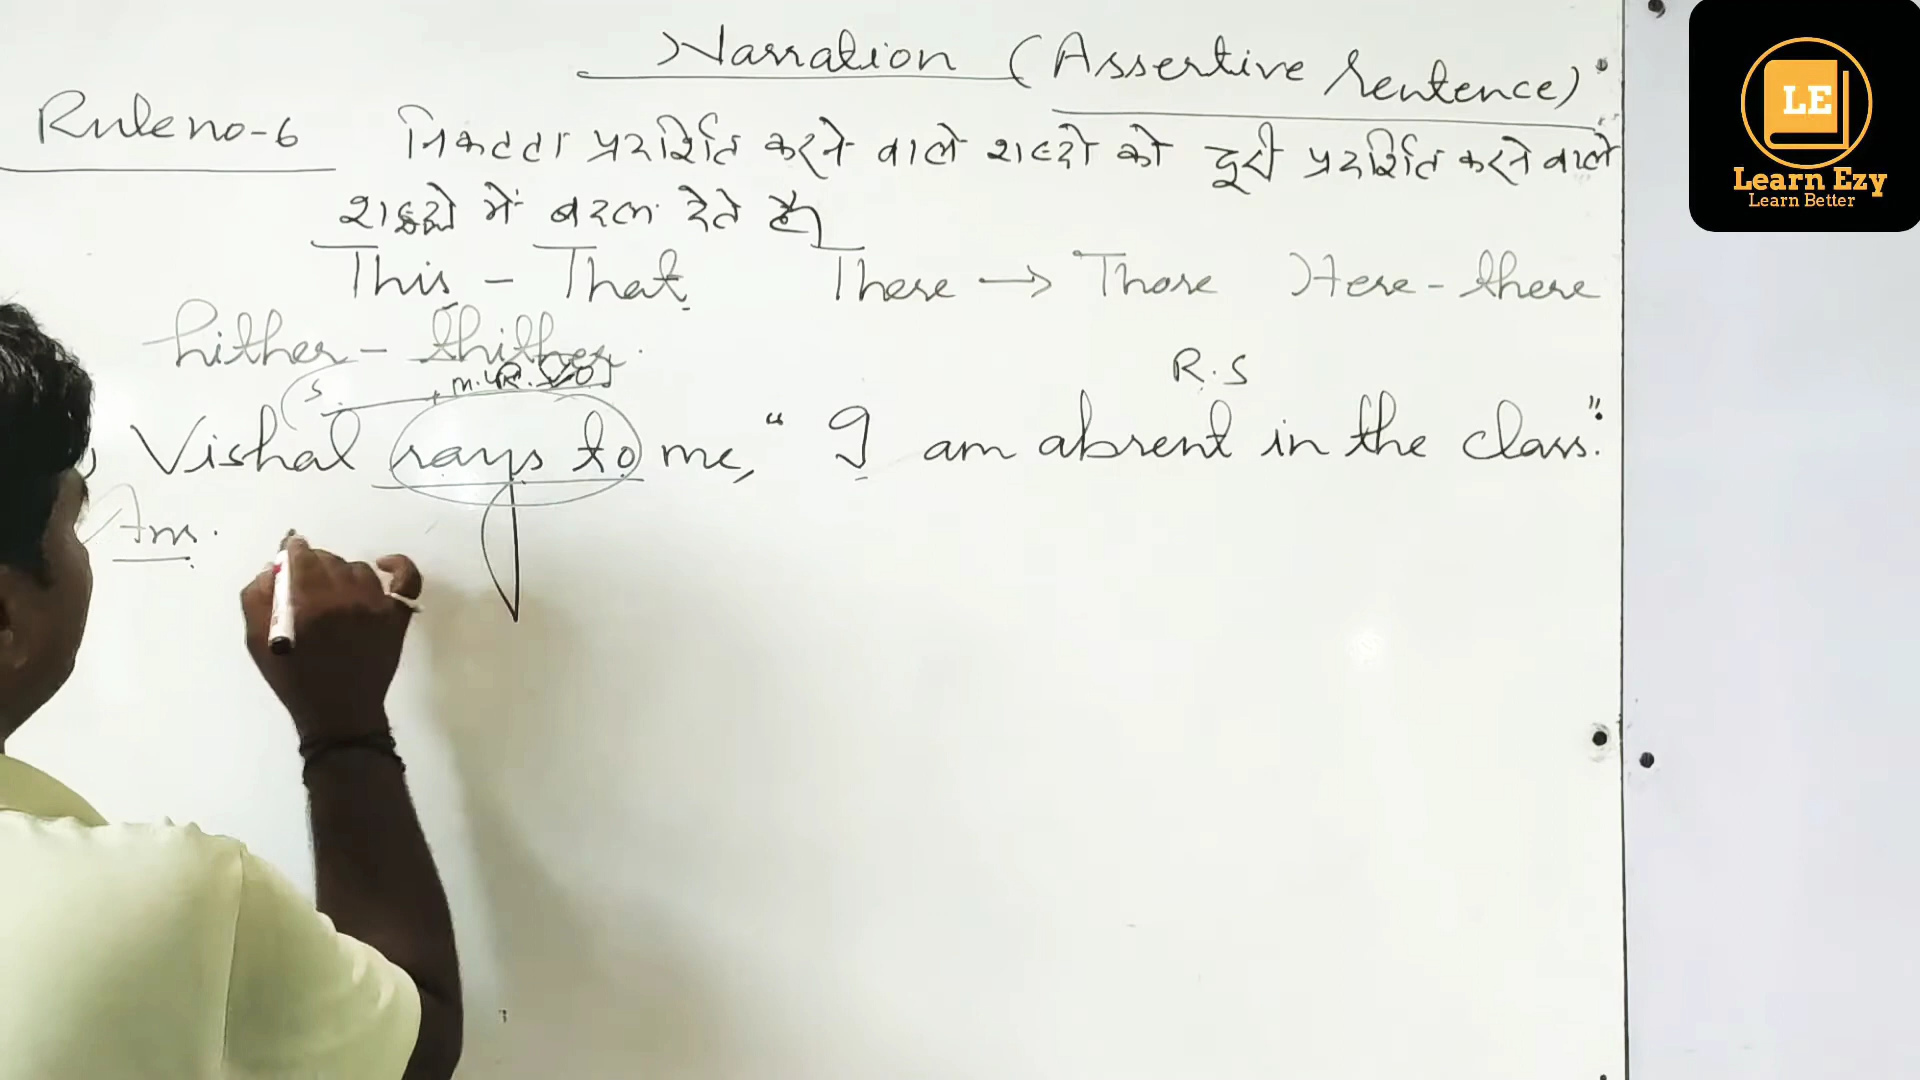 Narration (Assertive Sentence)
Rule no-6 निकटता प्रदर्शित करने वाले शब्दो को दूरी प्रदर्शित करने वाले
शब्दो में बदल देते है।
This - That These → Those Here - there
hither - thither.
S. R.V O R.S
Vishal says to me, “ I am absent in the class.”
Ans.
LE
Learn Ezy
Learn Better